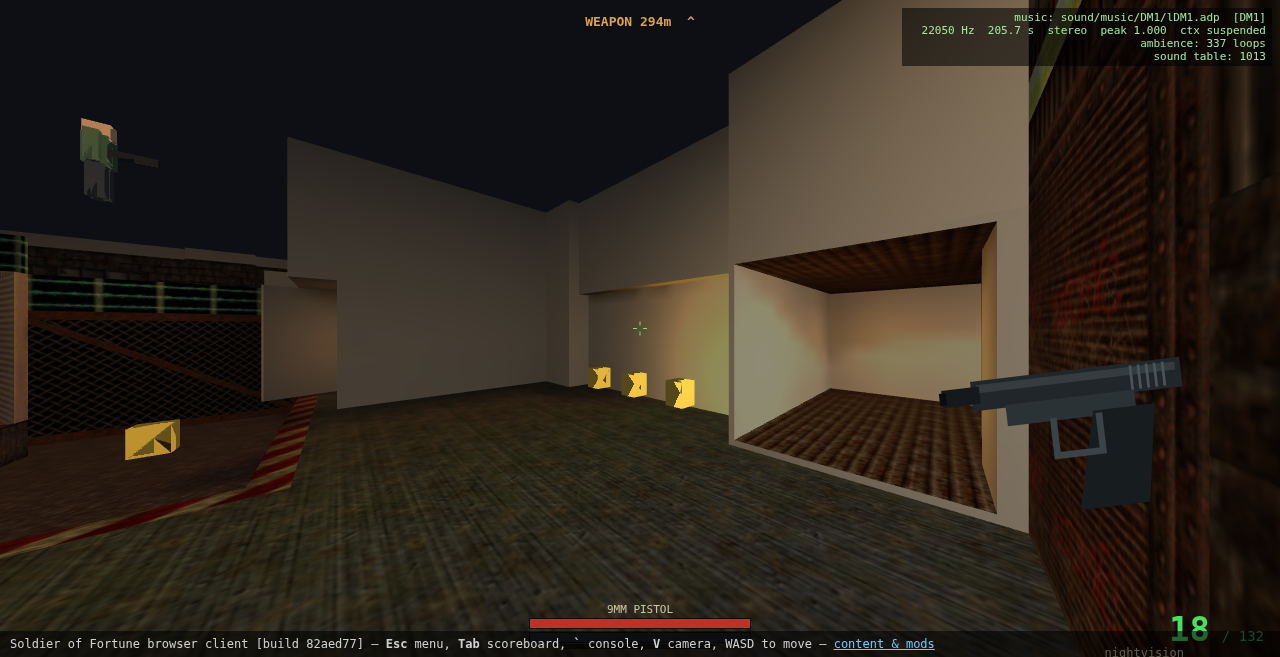 WEAPON 294m ^
music: sound/music/DM1/lDM1.adp [DM1]
22050 Hz 205.7 s stereo peak 1.000 ctx suspended
ambience: 337 loops
sound table: 1013
9MM PISTOL
18 / 132
Soldier of Fortune browser client [build 82aed77] — Esc menu, Tab scoreboard, ` console, V camera, WASD to move — content & mods
nightvision